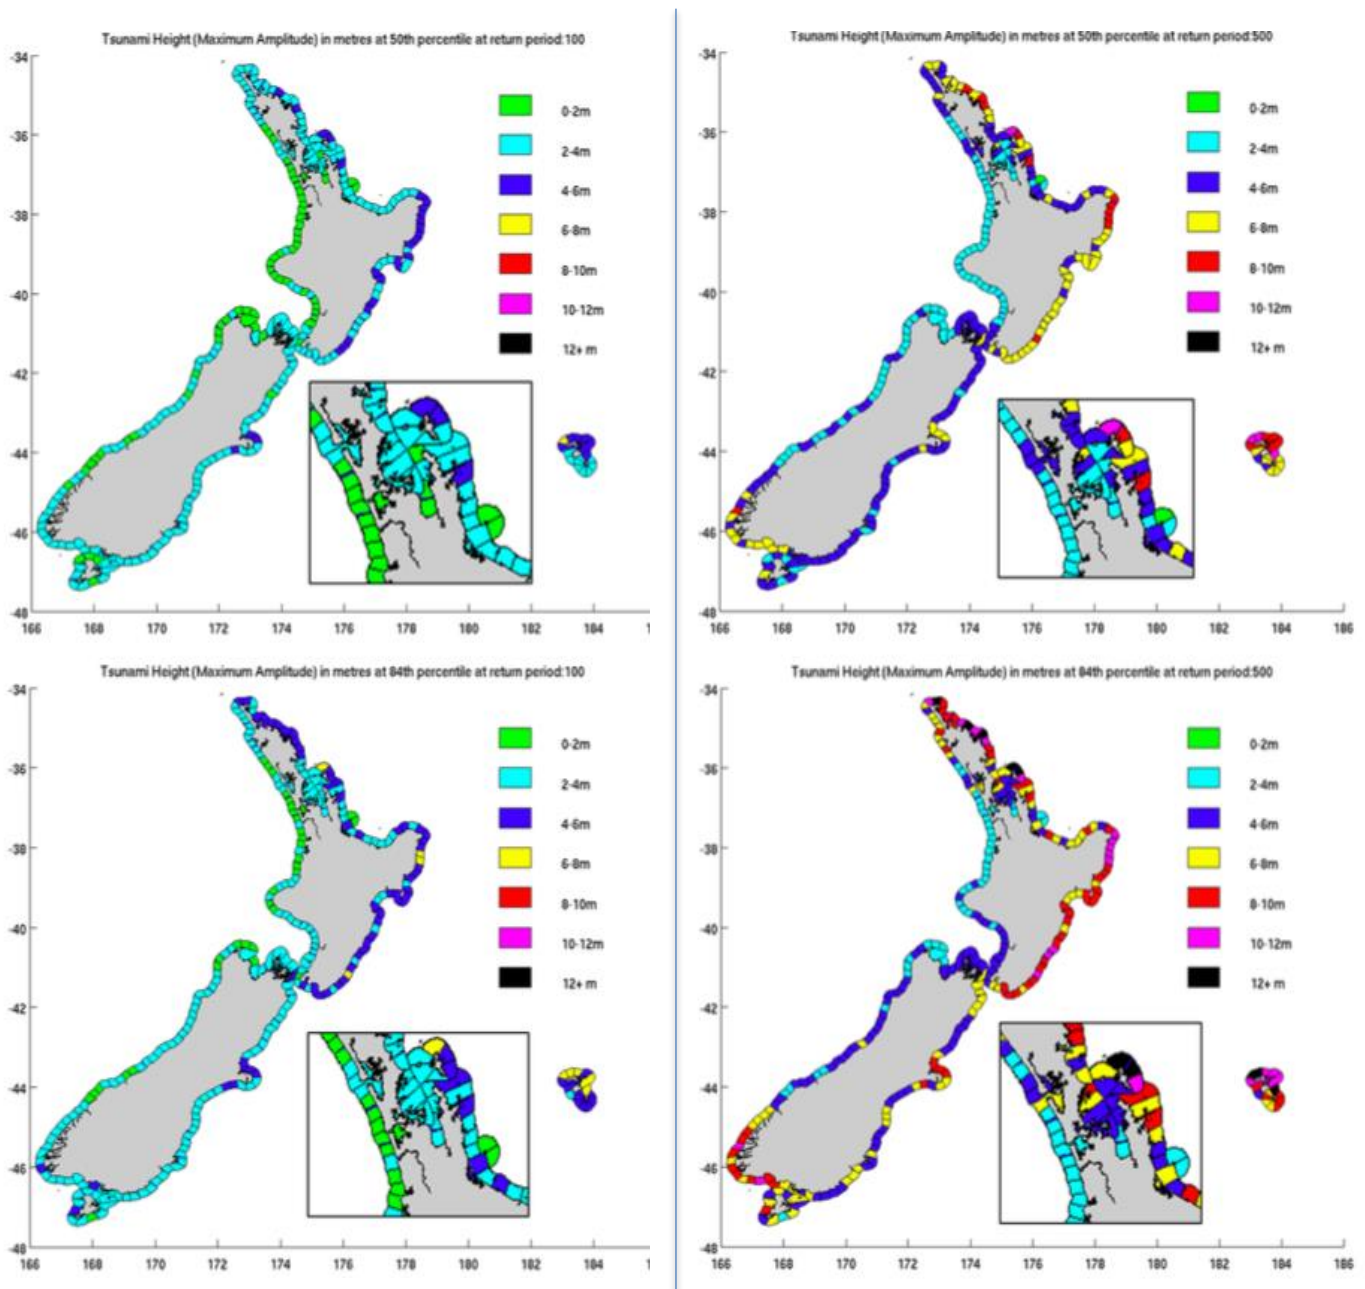 Tsunami Height (Maximum Amplitude) in metres at 50th percentile at return period:100
-34
-36
-38
-40
-42
-44
-46
-48
0-2m
2-4m
4-6m
6-8m
8-10m
10-12m
12+ m
166
168
170
172
174
176
178
180
182
184
1
Tsunami Height (Maximum Amplitude) in metres at 50th percentile at return period:500
-34
-36
-38
-40
-42
-44
-46
-48
0-2m
2-4m
4-6m
6-8m
8-10m
10-12m
12+ m
166
168
170
172
174
176
178
180
182
184
186
Tsunami Height (Maximum Amplitude) in metres at 84th percentile at return period:100
-34
-36
-38
-40
-42
-44
-46
-48
0-2m
2-4m
4-6m
6-8m
8-10m
10-12m
12+ m
166
168
170
172
174
176
178
180
182
184
1
Tsunami Height (Maximum Amplitude) in metres at 84th percentile at return period:500
-34
-36
-38
-40
-42
-44
-46
-48
0-2m
2-4m
4-6m
6-8m
8-10m
10-12m
12+ m
166
168
170
172
174
176
178
180
182
184
186